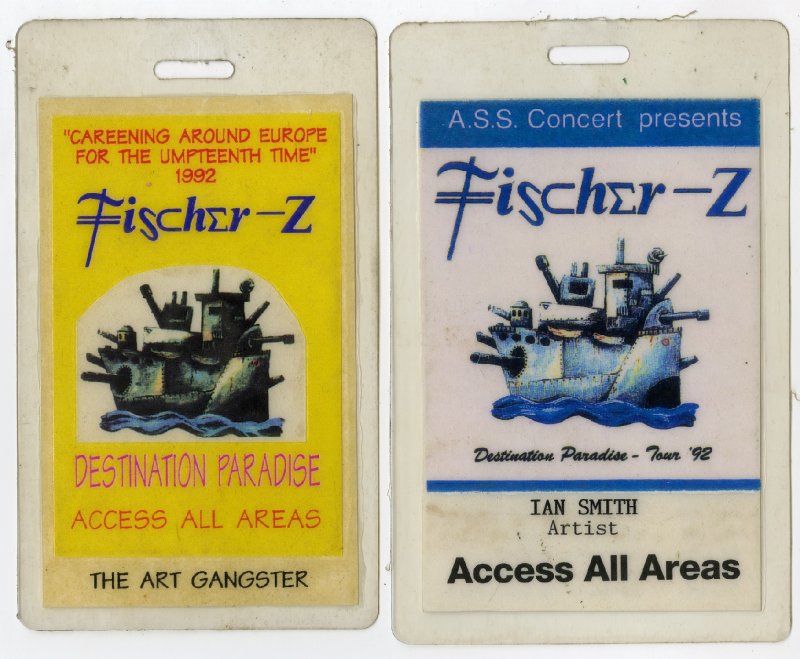 "CAREENING AROUND EUROPE
FOR THE UMPTEENTH TIME"
1992
Fischer-Z
DESTINATION PARADISE
ACCESS ALL AREAS
THE ART GANGSTER
A.S.S. Concert presents
Fischer-Z
Destination Paradise - Tour '92
IAN SMITH
Artist
Access All Areas